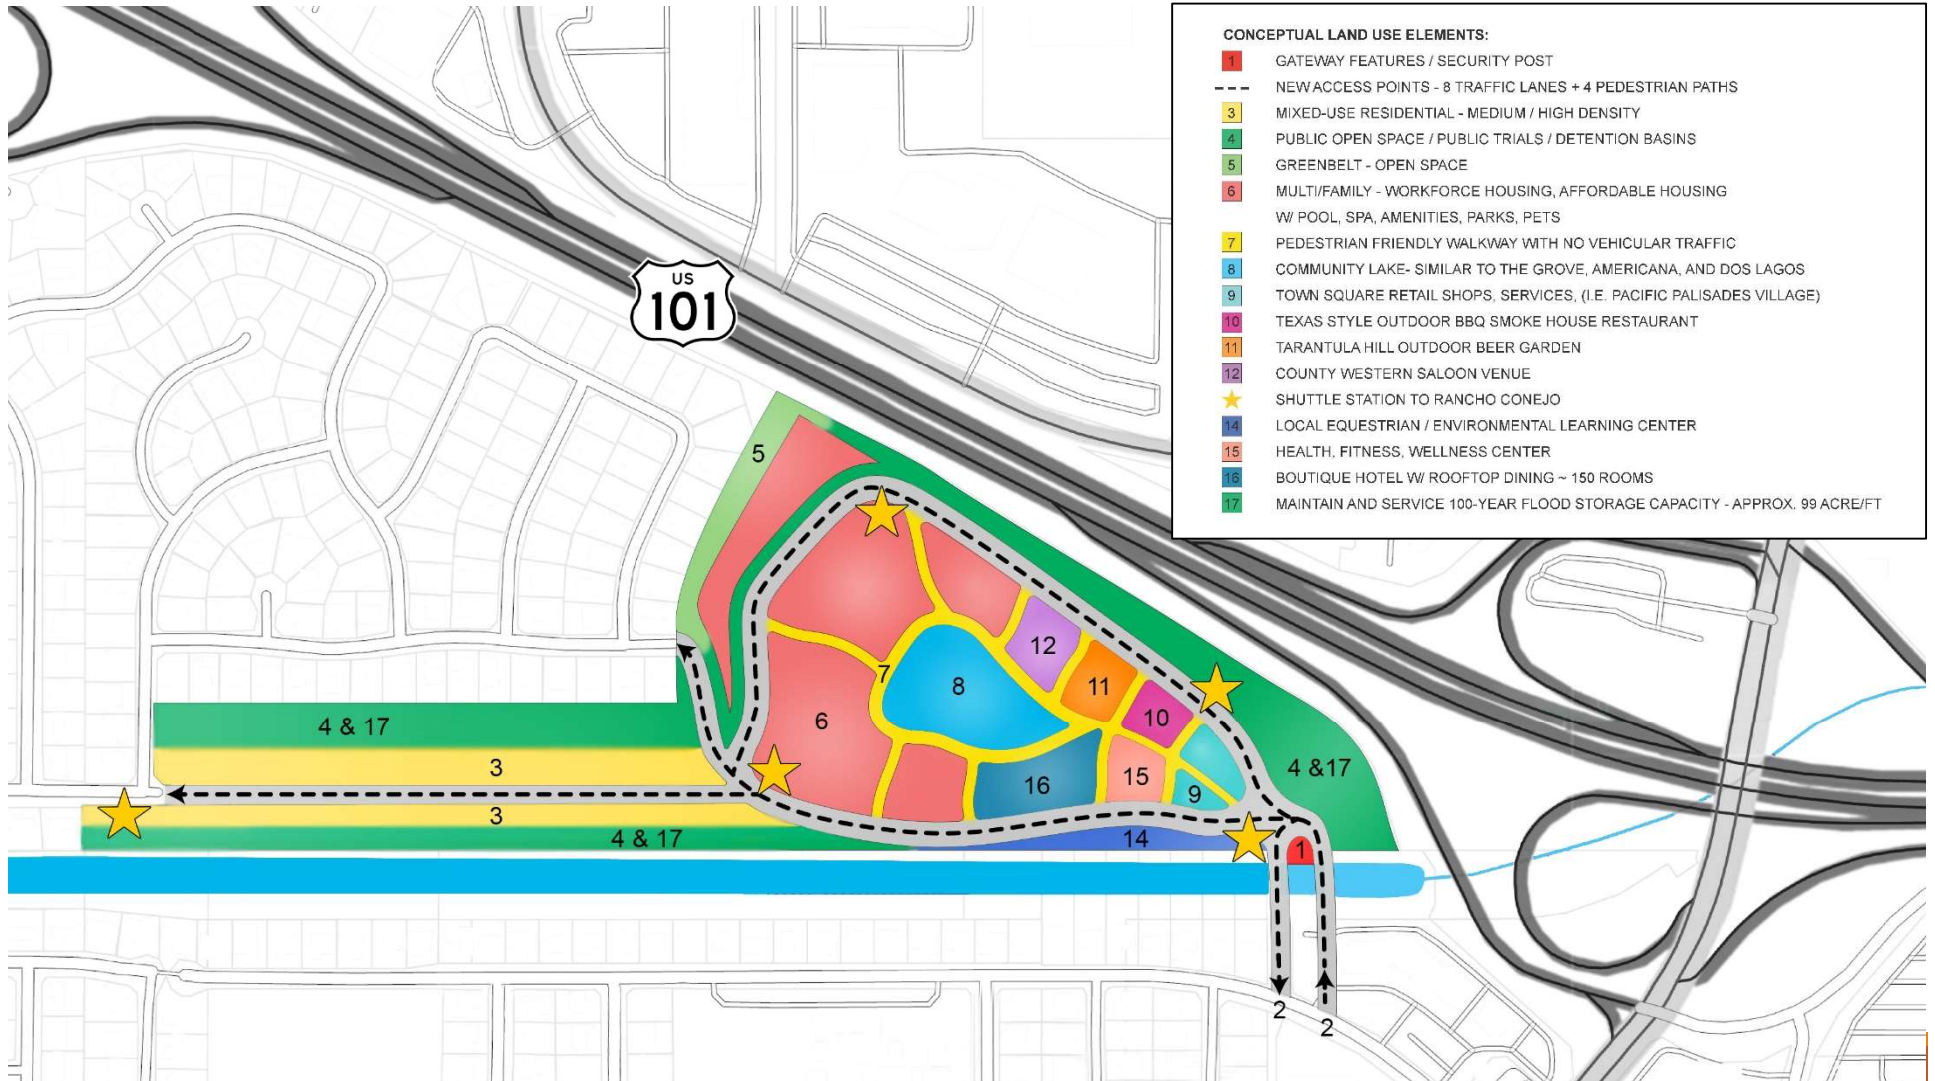 CONCEPTUAL LAND USE ELEMENTS:
1 GATEWAY FEATURES / SECURITY POST
NEW ACCESS POINTS - 8 TRAFFIC LANES + 4 PEDESTRIAN PATHS
3 MIXED-USE RESIDENTIAL - MEDIUM / HIGH DENSITY
4 PUBLIC OPEN SPACE / PUBLIC TRIALS / DETENTION BASINS
5 GREENBELT - OPEN SPACE
6 MULTI/FAMILY - WORKFORCE HOUSING, AFFORDABLE HOUSING
W/ POOL, SPA, AMENITIES, PARKS, PETS
7 PEDESTRIAN FRIENDLY WALKWAY WITH NO VEHICULAR TRAFFIC
8 COMMUNITY LAKE- SIMILAR TO THE GROVE, AMERICANA, AND DOS LAGOS
9 TOWN SQUARE RETAIL SHOPS, SERVICES, (I.E. PACIFIC PALISADES VILLAGE)
10 TEXAS STYLE OUTDOOR BBQ SMOKE HOUSE RESTAURANT
11 TARANTULA HILL OUTDOOR BEER GARDEN
12 COUNTY WESTERN SALOON VENUE
SHUTTLE STATION TO RANCHO CONEJO
14 LOCAL EQUESTRIAN / ENVIRONMENTAL LEARNING CENTER
15 HEALTH, FITNESS, WELLNESS CENTER
16 BOUTIQUE HOTEL W/ ROOFTOP DINING ~ 150 ROOMS
17 MAINTAIN AND SERVICE 100-YEAR FLOOD STORAGE CAPACITY - APPROX. 99 ACRE/FT
US
101
5
12
7
8
11
10
6
4 & 17
3
16
15
9
4 &17
3
4 & 17
14
1
2
2